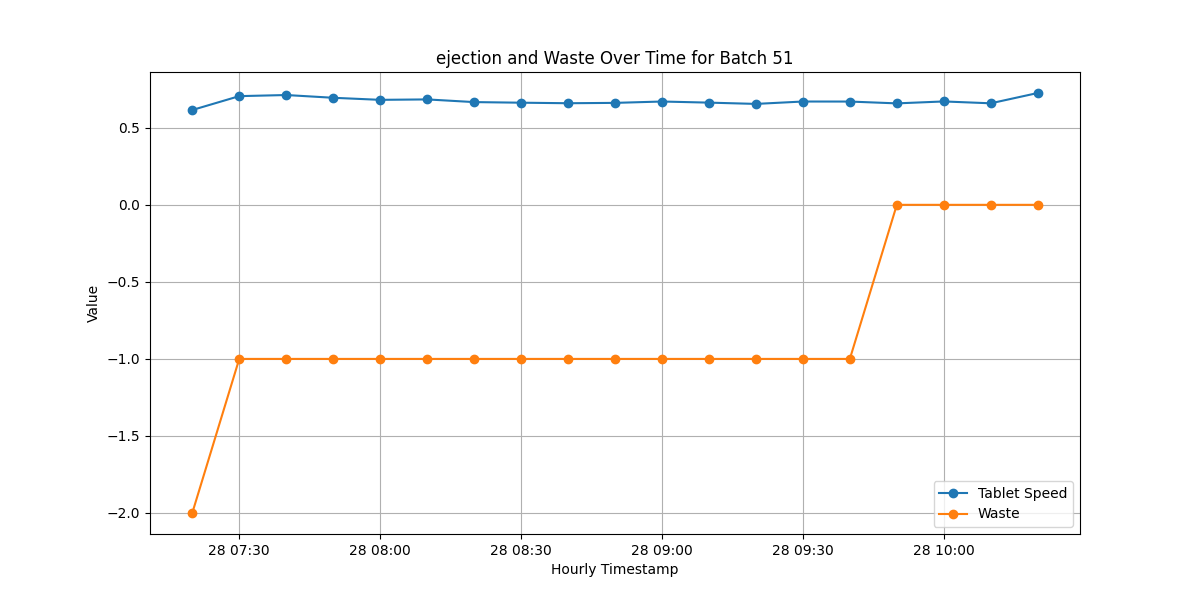 ejection and Waste Over Time for Batch 51
Value
0.5
0.0
−0.5
−1.0
−1.5
−2.0
Tablet Speed
Waste
28 07:30 28 08:00 28 08:30 28 09:00 28 09:30 28 10:00
Hourly Timestamp